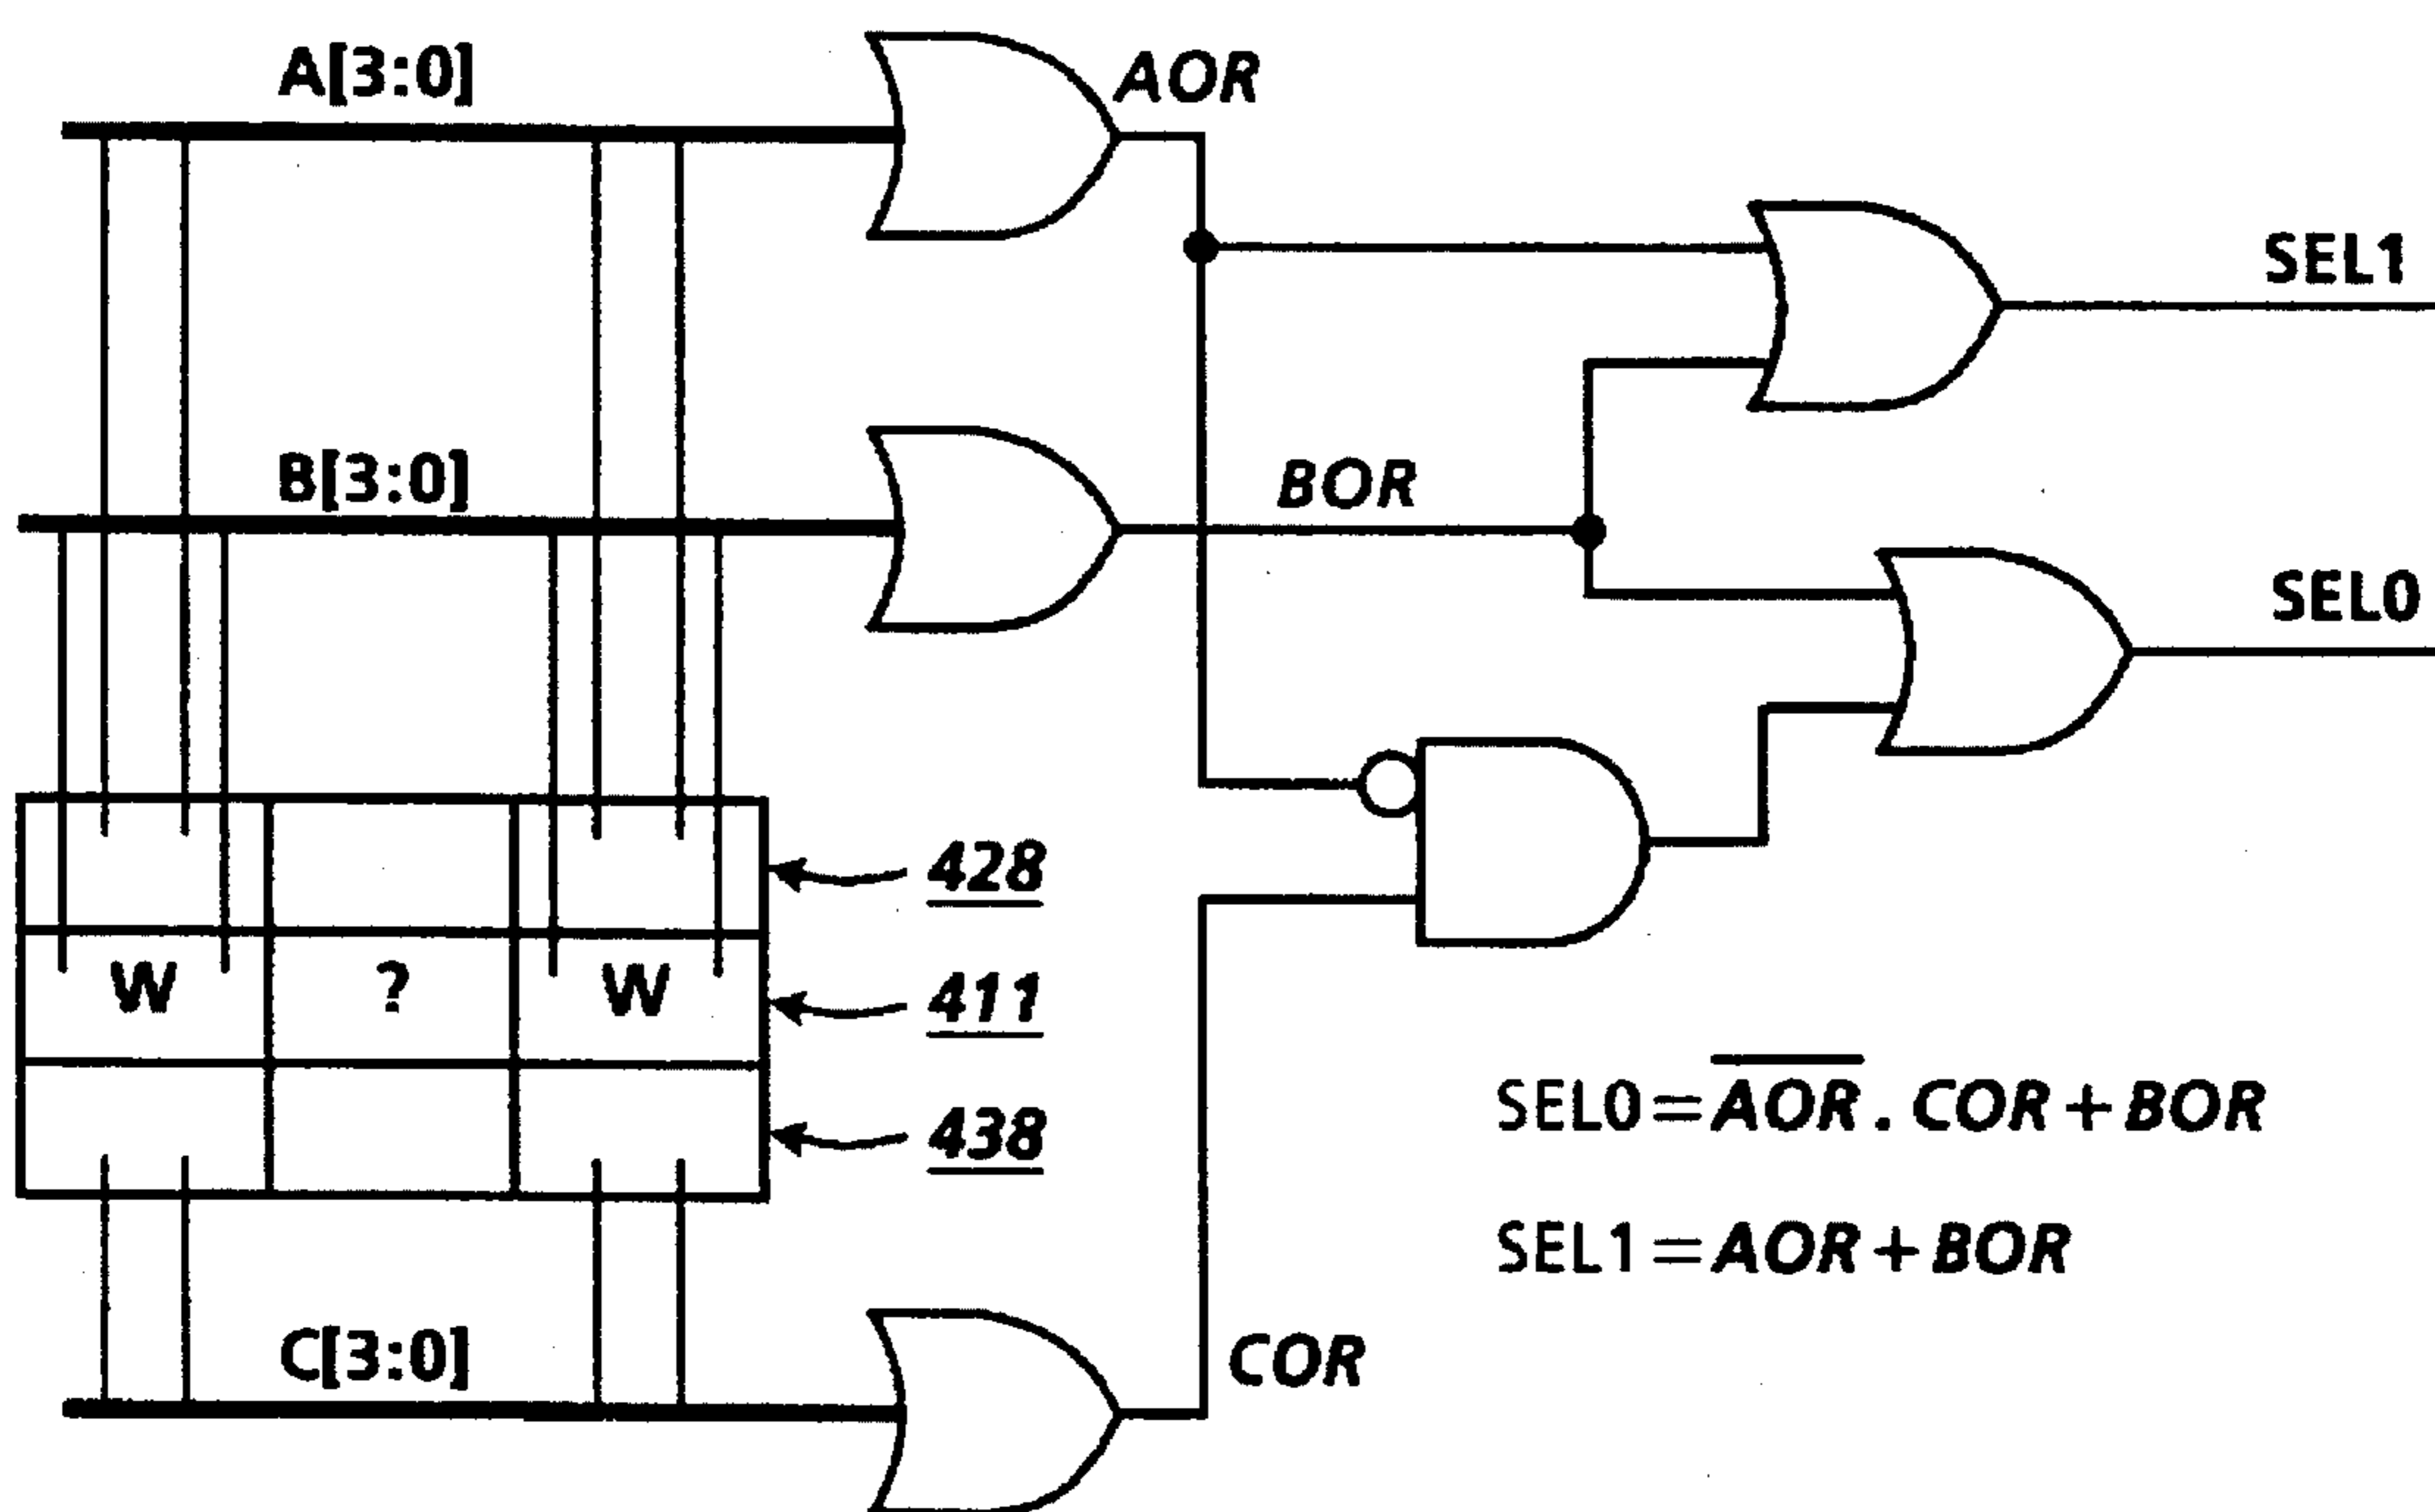 A[3:0]
AOR
SEL1
B[3:0]
BOR
SEL0
428
W ? W
411
438
SEL0=A̅O̅R̅.COR+BOR
SEL1=AOR+BOR
C[3:0]
COR